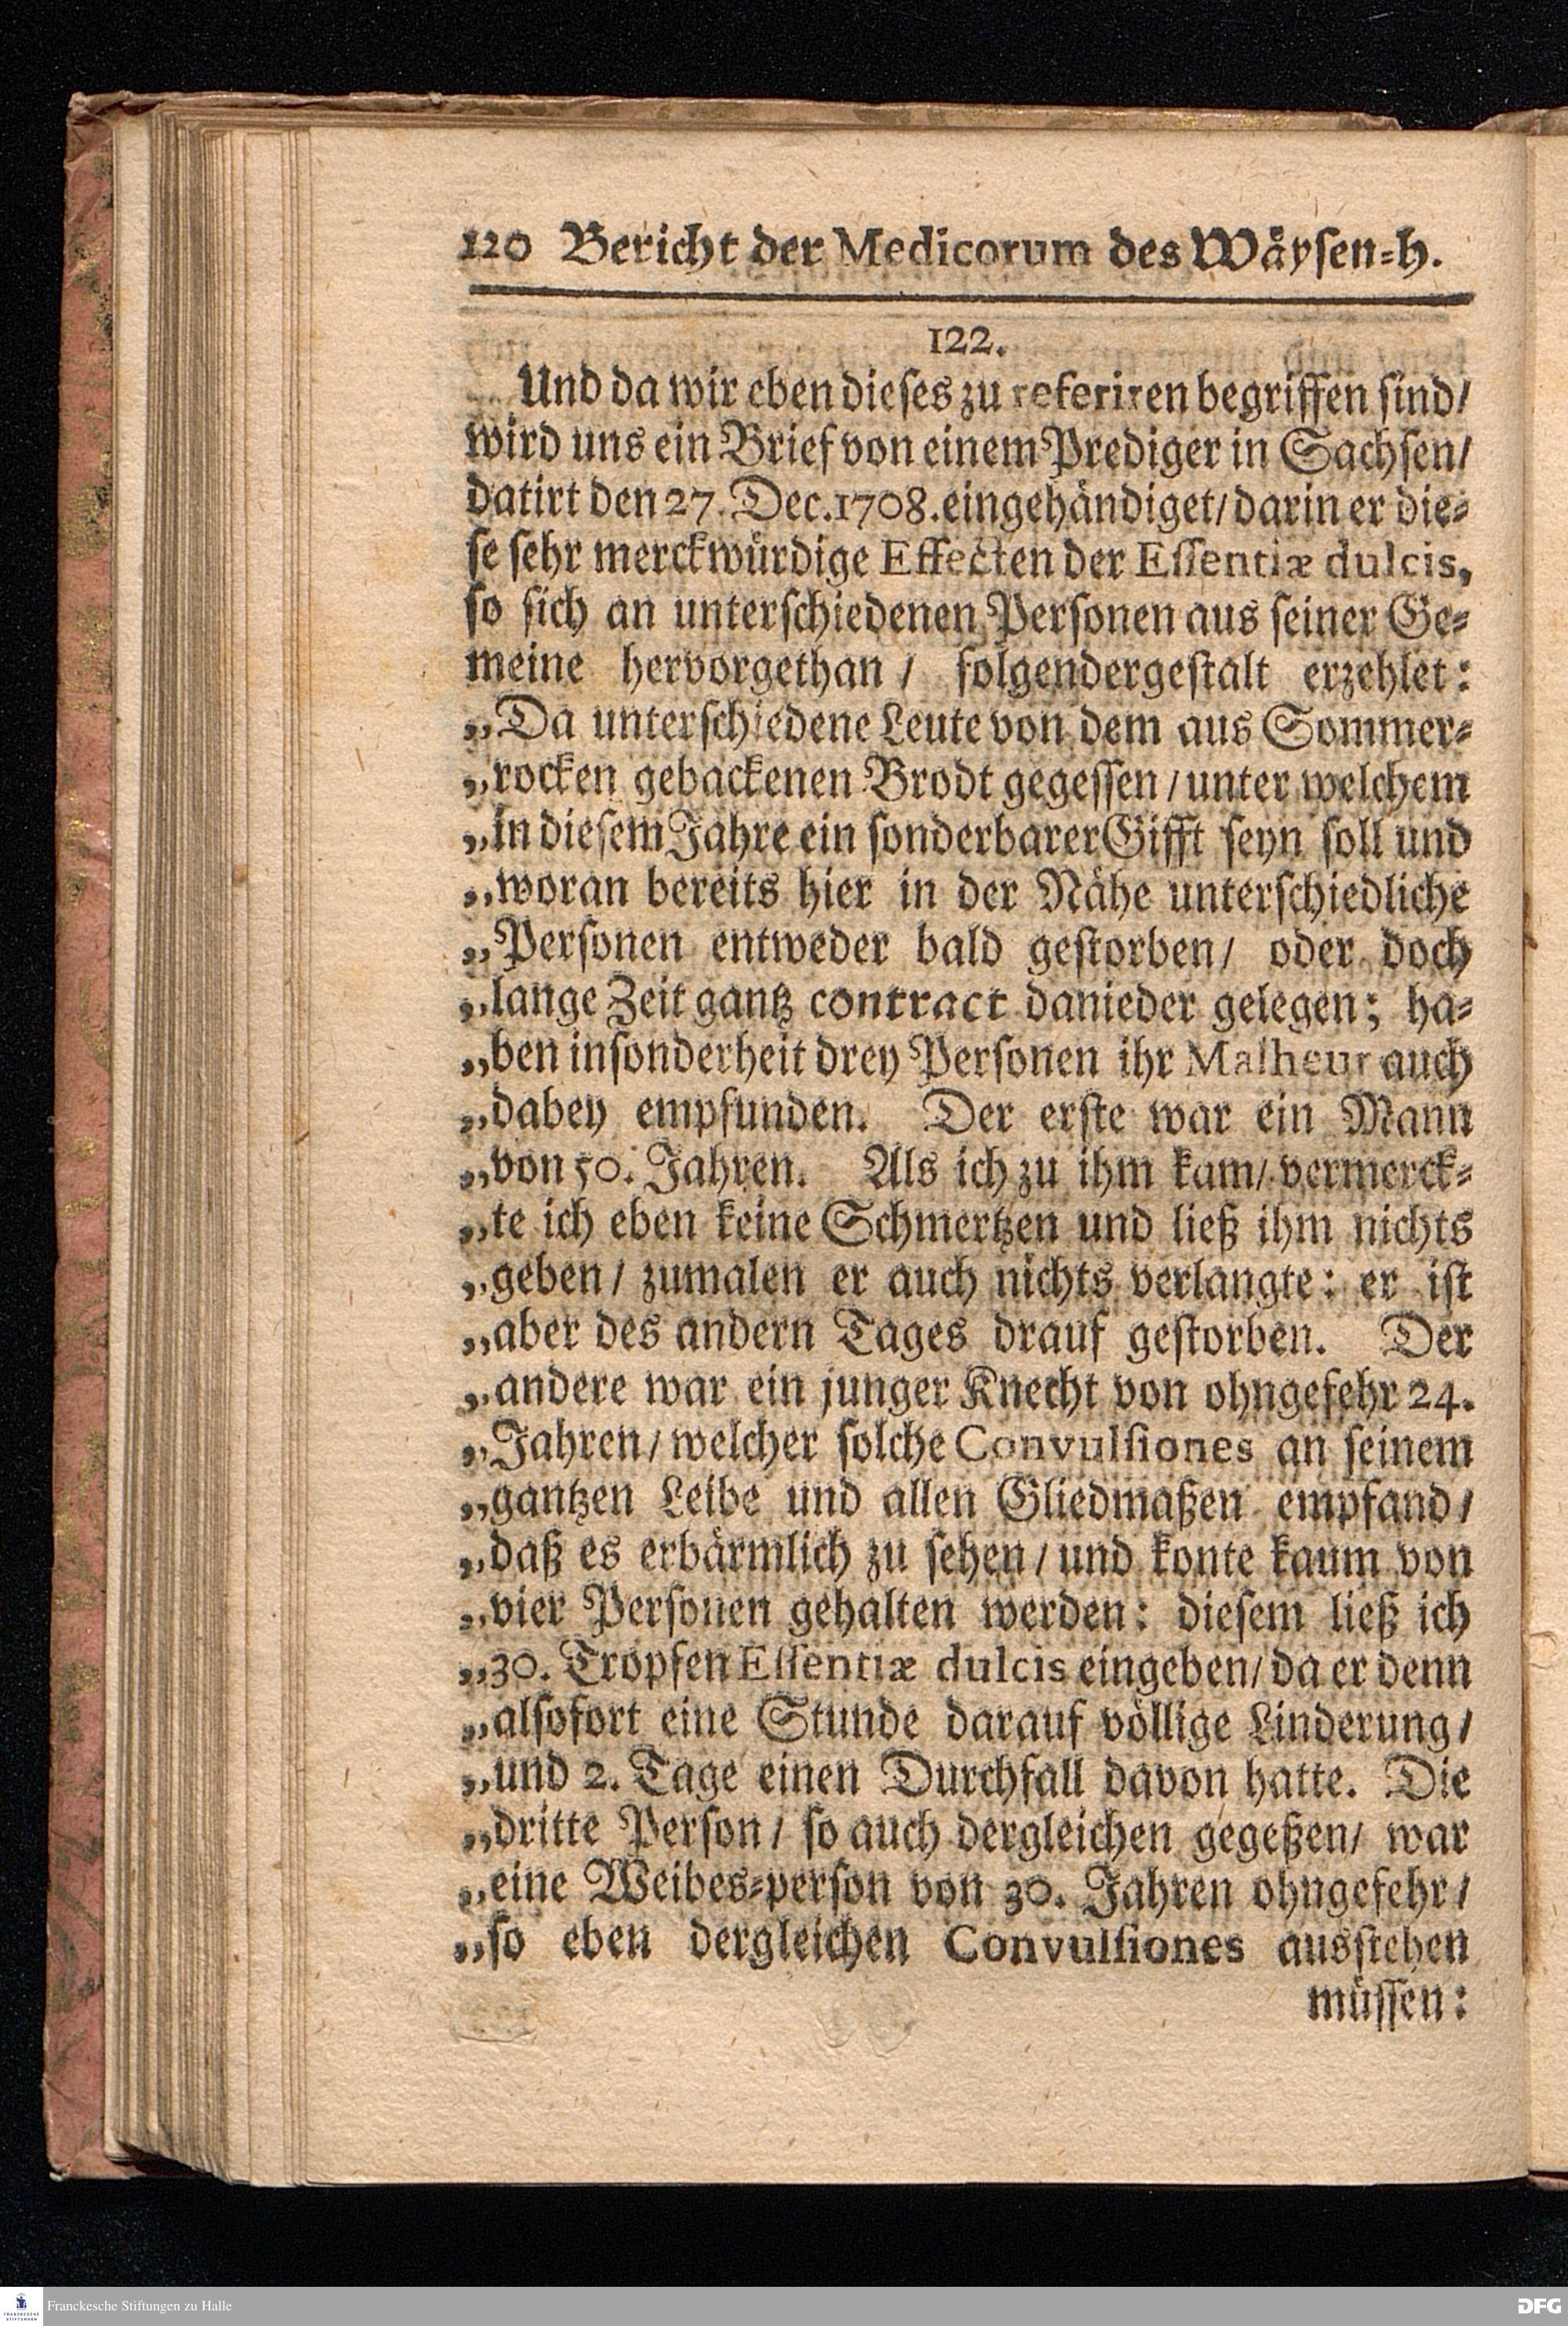 120 Bericht der Medicorum des Wäysen-h.
122.
Und da wir eben dieses zu referiren begriffen sind/
wird uns ein Brief von einem Prediger in Sachsen/
datirt den 27. Dec. 1708. eingehändiget/ darin er die-
se sehr merckwürdige Effecten der Essentiæ dulcis,
so sich an unterschiedenen Personen aus seiner Ge-
meine hervorgethan / folgendergestalt erzehlet:
„Da unterschiedene Leute von dem aus Sommer-
„rocken gebackenen Brodt gegessen / unter welchem
„in diesem Jahre ein sonderbarer Gifft seyn soll und
„woran bereits hier in der Nähe unterschiedliche
„Personen entweder bald gestorben/ oder doch
„lange Zeit gantz contract danieder gelegen; ha-
„ben insonderheit drey Personen ihr Malheur auch
„dabey empfunden. Der erste war ein Mann
„von 50. Jahren. Als ich zu ihm kam/ vermerck-
„te ich eben keine Schmertzen und ließ ihm nichts
„geben / zumalen er auch nichts verlangte: er ist
„aber des andern Tages drauf gestorben. Der
„andere war ein junger Knecht von ohngefehr 24.
„Jahren / welcher solche Convulsiones an seinem
„gantzen Leibe und allen Gliedmaßen empfand /
„daß es erbärmlich zu sehen / und konte kaum von
„vier Personen gehalten werden: diesem ließ ich
„30. Tropfen Essentiæ dulcis eingeben/ da er denn
„alsofort eine Stunde darauf völlige Linderung /
„und 2. Tage einen Durchfall davon hatte. Die
„dritte Person / so auch dergleichen gegeßen/ war
„eine Weibes-person von 30. Jahren ohngefehr /
„so eben dergleichen Convulsiones ausstehen
müssen:
FRANCKESCHE
STIFTUNGEN
Franckesche Stiftungen zu Halle
DFG